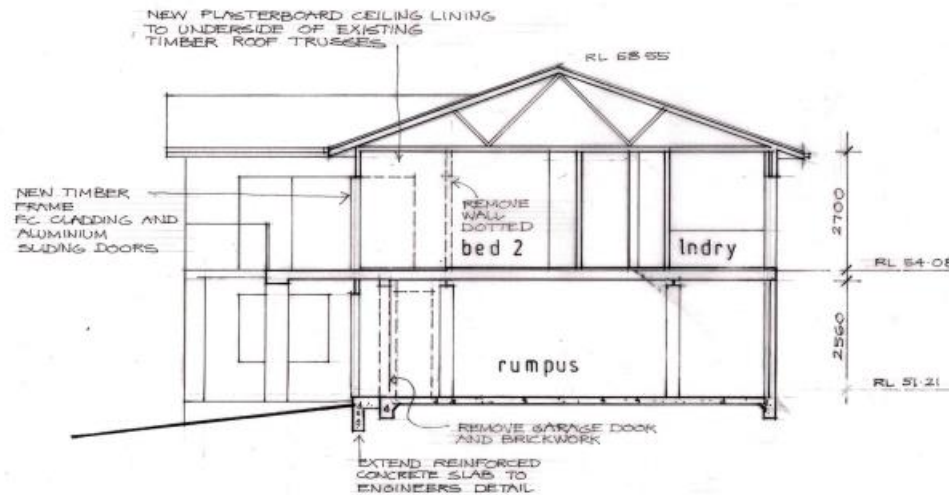 NEW PLASTERBOARD CEILING LINING
TO UNDERSIDE OF EXISTING
TIMBER ROOF TRUSSES
RL 58.55
NEW TIMBER
FRAME
FC CLADDING AND
ALUMINIUM
SLIDING DOORS
REMOVE
WALL
DOTTED
bed 2
lndry
2700
RL 54.08
2560
rumpus
RL 51.21
REMOVE GARAGE DOOR
AND BRICKWORK
EXTEND REINFORCED
CONCRETE SLAB TO
ENGINEERS DETAIL